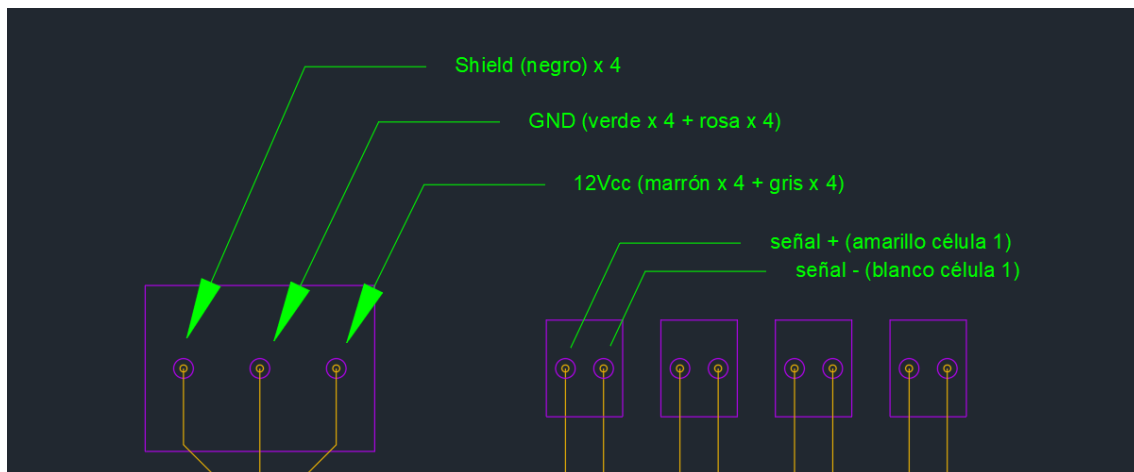 Shield (negro) x 4
GND (verde x 4 + rosa x 4)
12Vcc (marrón x 4 + gris x 4)
señal + (amarillo célula 1)
señal - (blanco célula 1)